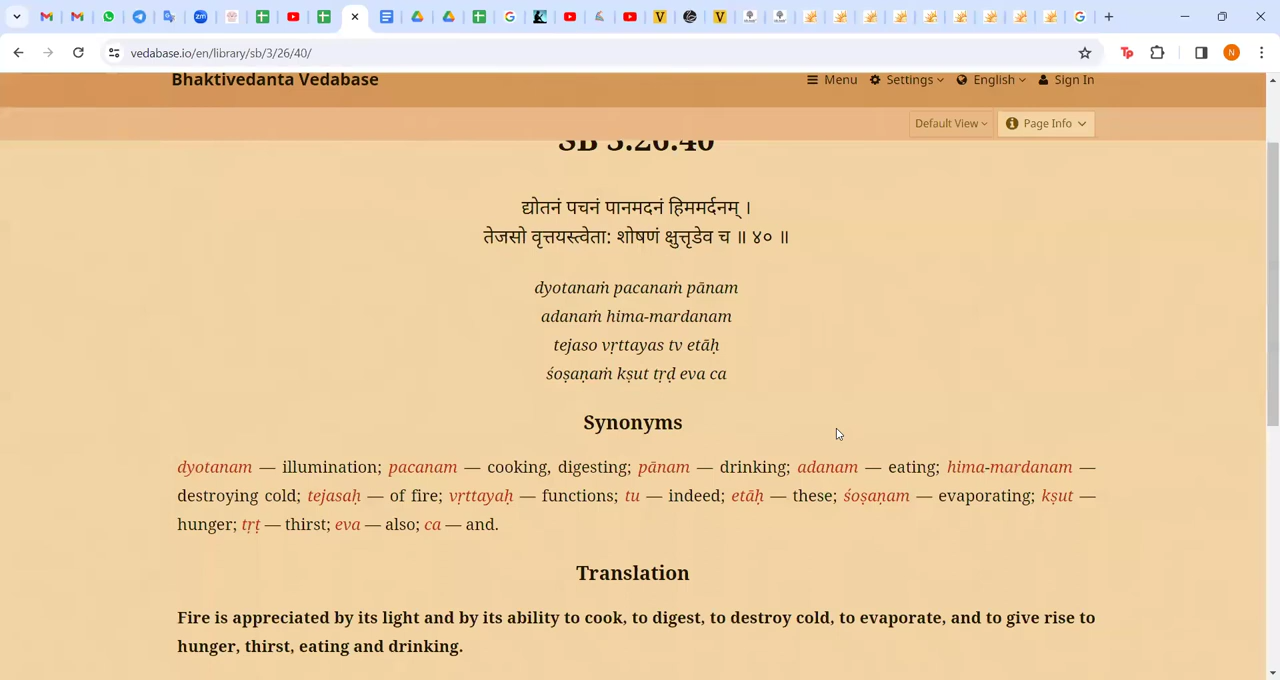 vedabase.io/en/library/sb/3/26/40/
Bhaktivedanta Vedabase
Menu Settings English Sign In
Default View Page Info
SB 3.26.40
द्योतनं पचनं पानमदनं हिममर्दनम् ।
तेजसो वृत्तयस्त्वेता: शोषणं क्षुत्तृडेव च ॥ ४० ॥
dyotanaṁ pacanaṁ pānam
adanaṁ hima-mardanam
tejaso vṛttayas tv etāḥ
śoṣaṇaṁ kṣut tṛḍ eva ca
Synonyms
dyotanam — illumination; pacanam — cooking, digesting; pānam — drinking; adanam — eating; hima-mardanam —
destroying cold; tejasaḥ — of fire; vṛttayaḥ — functions; tu — indeed; etāḥ — these; śoṣaṇam — evaporating; kṣut —
hunger; tṛṭ — thirst; eva — also; ca — and.
Translation
Fire is appreciated by its light and by its ability to cook, to digest, to destroy cold, to evaporate, and to give rise to
hunger, thirst, eating and drinking.